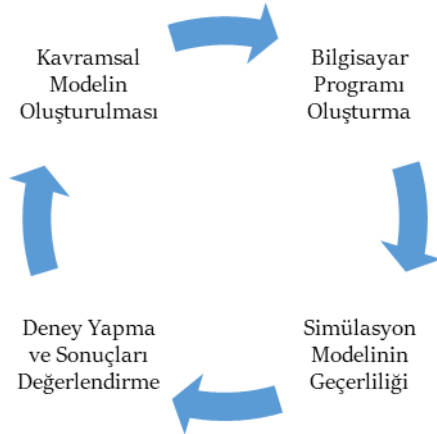 Kavramsal
Modelin
Oluşturulması
Bilgisayar
Programı
Oluşturma
Simülasyon
Modelinin
Geçerliliği
Deney Yapma
ve Sonuçları
Değerlendirme